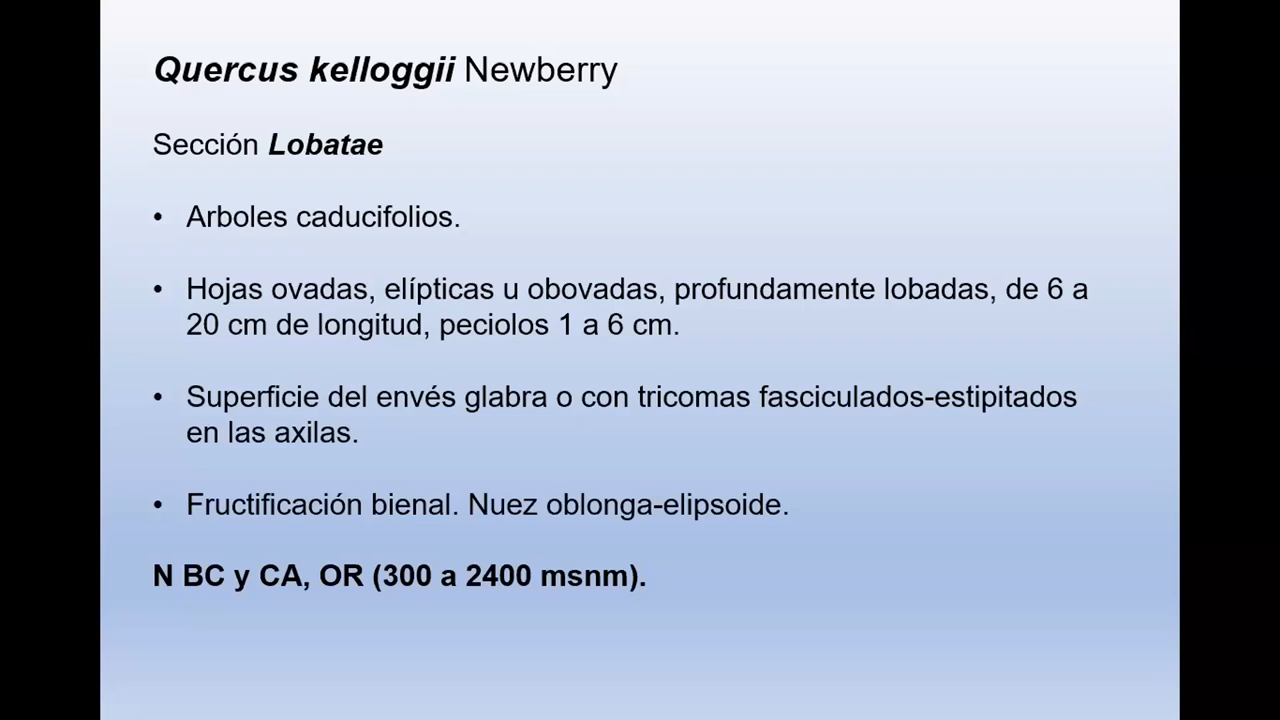 Quercus kelloggii Newberry
Sección Lobatae
• Arboles caducifolios.
• Hojas ovadas, elípticas u obovadas, profundamente lobadas, de 6 a
20 cm de longitud, peciolos 1 a 6 cm.
• Superficie del envés glabra o con tricomas fasciculados-estipitados
en las axilas.
• Fructificación bienal. Nuez oblonga-elipsoide.
N BC y CA, OR (300 a 2400 msnm).